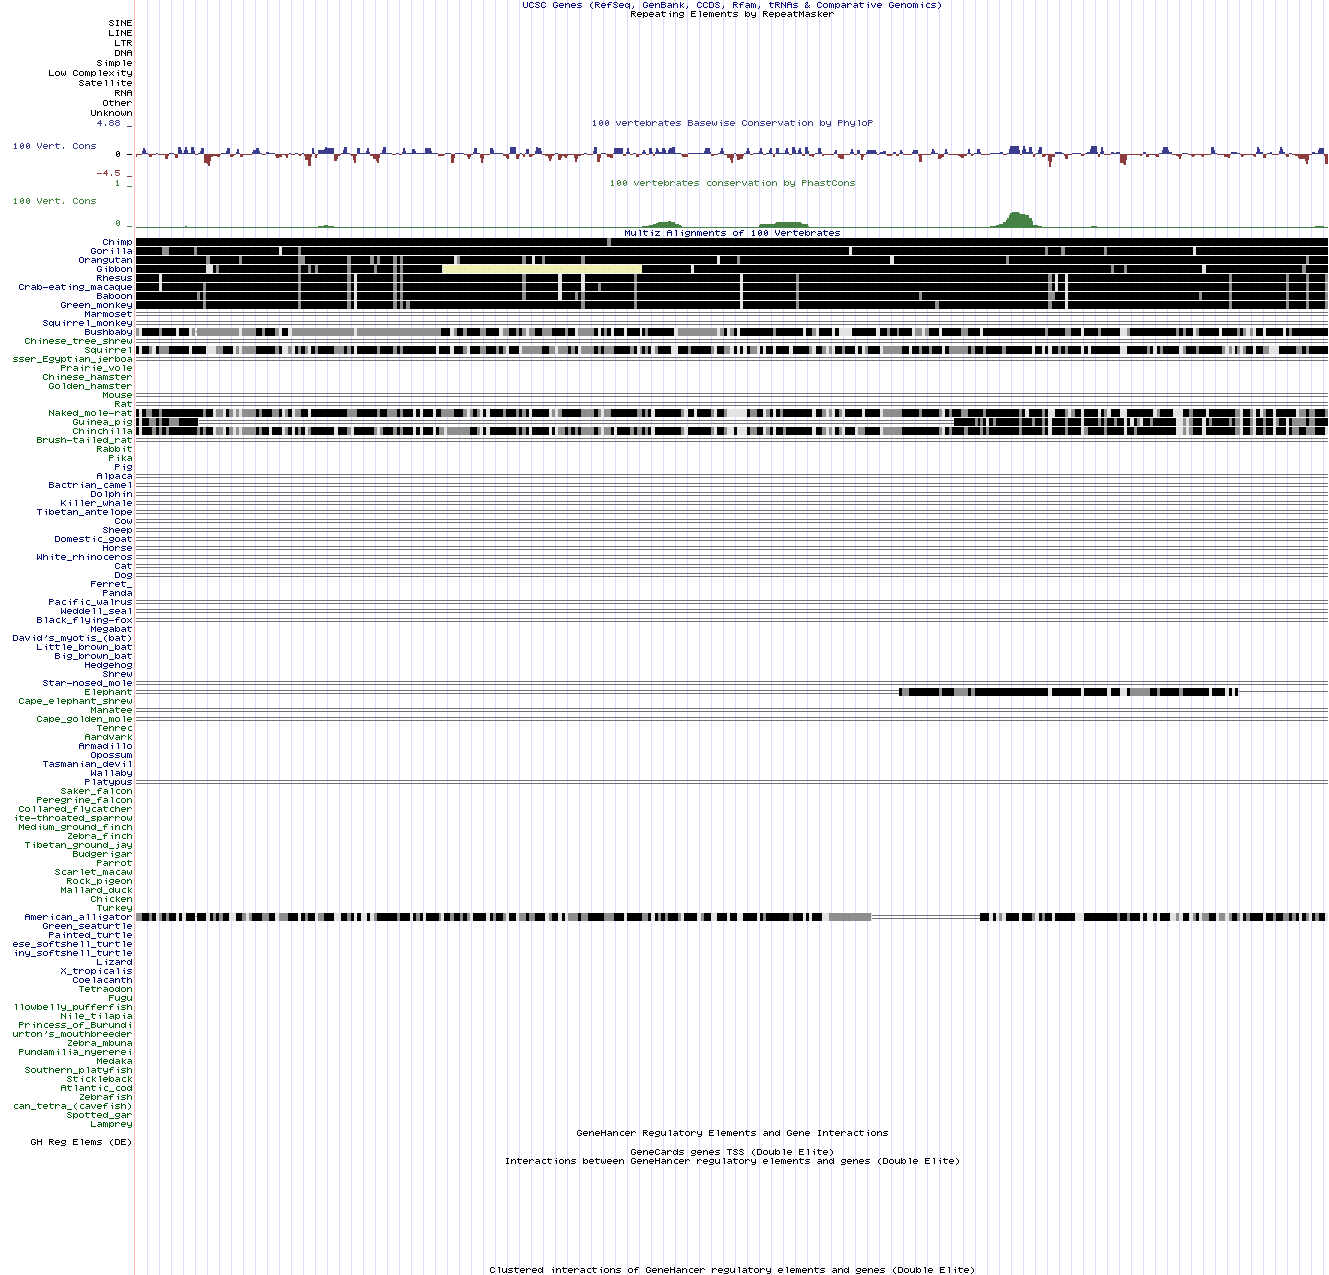 UCSC Genes (RefSeq, GenBank, CCDS, Rfam, tRNAs & Comparative Genomics)
Repeating Elements by RepeatMasker
SINE
LINE
LTR
DNA
Simple
Low Complexity
Satellite
RNA
Other
Unknown
4.88 _
100 vertebrates Basewise Conservation by PhyloP
100 Vert. Cons
0 -
-4.5 _
1 _
100 vertebrates conservation by PhastCons
100 Vert. Cons
0 _
Multiz Alignments of 100 Vertebrates
Chimp
Gorilla
Orangutan
Gibbon
Rhesus
Crab-eating_macaque
Baboon
Green_monkey
Marmoset
Squirrel_monkey
Bushbaby
Chinese_tree_shrew
Squirrel
sser_Egyptian_jerboa
Prairie_vole
Chinese_hamster
Golden_hamster
Mouse
Rat
Naked_mole-rat
Guinea_pig
Chinchilla
Brush-tailed_rat
Rabbit
Pika
Pig
Alpaca
Bactrian_camel
Dolphin
Killer_whale
Tibetan_antelope
Cow
Sheep
Domestic_goat
Horse
White_rhinoceros
Cat
Dog
Ferret_
Panda
Pacific_walrus
Weddell_seal
Black_flying-fox
Megabat
David's_myotis_(bat)
Little_brown_bat
Big_brown_bat
Hedgehog
Shrew
Star-nosed_mole
Elephant
Cape_elephant_shrew
Manatee
Cape_golden_mole
Tenrec
Aardvark
Armadillo
Opossum
Tasmanian_devil
Wallaby
Platypus
Saker_falcon
Peregrine_falcon
Collared_flycatcher
ite-throated_sparrow
Medium_ground_finch
Zebra_finch
Tibetan_ground_jay
Budgerigar
Parrot
Scarlet_macaw
Rock_pigeon
Mallard_duck
Chicken
Turkey
American_alligator
Green_seaturtle
Painted_turtle
ese_softshell_turtle
iny_softshell_turtle
Lizard
X_tropicalis
Coelacanth
Tetraodon
Fugu
llowbelly_pufferfish
Nile_tilapia
Princess_of_Burundi
urton's_mouthbreeder
Zebra_mbuna
Pundamilia_nyererei
Medaka
Southern_platyfish
Stickleback
Atlantic_cod
Zebrafish
can_tetra_(cavefish)
Spotted_gar
Lamprey
GeneHancer Regulatory Elements and Gene Interactions
GH Reg Elems (DE)
GeneCards genes TSS (Double Elite)
Interactions between GeneHancer regulatory elements and genes (Double Elite)
Clustered interactions of GeneHancer regulatory elements and genes (Double Elite)